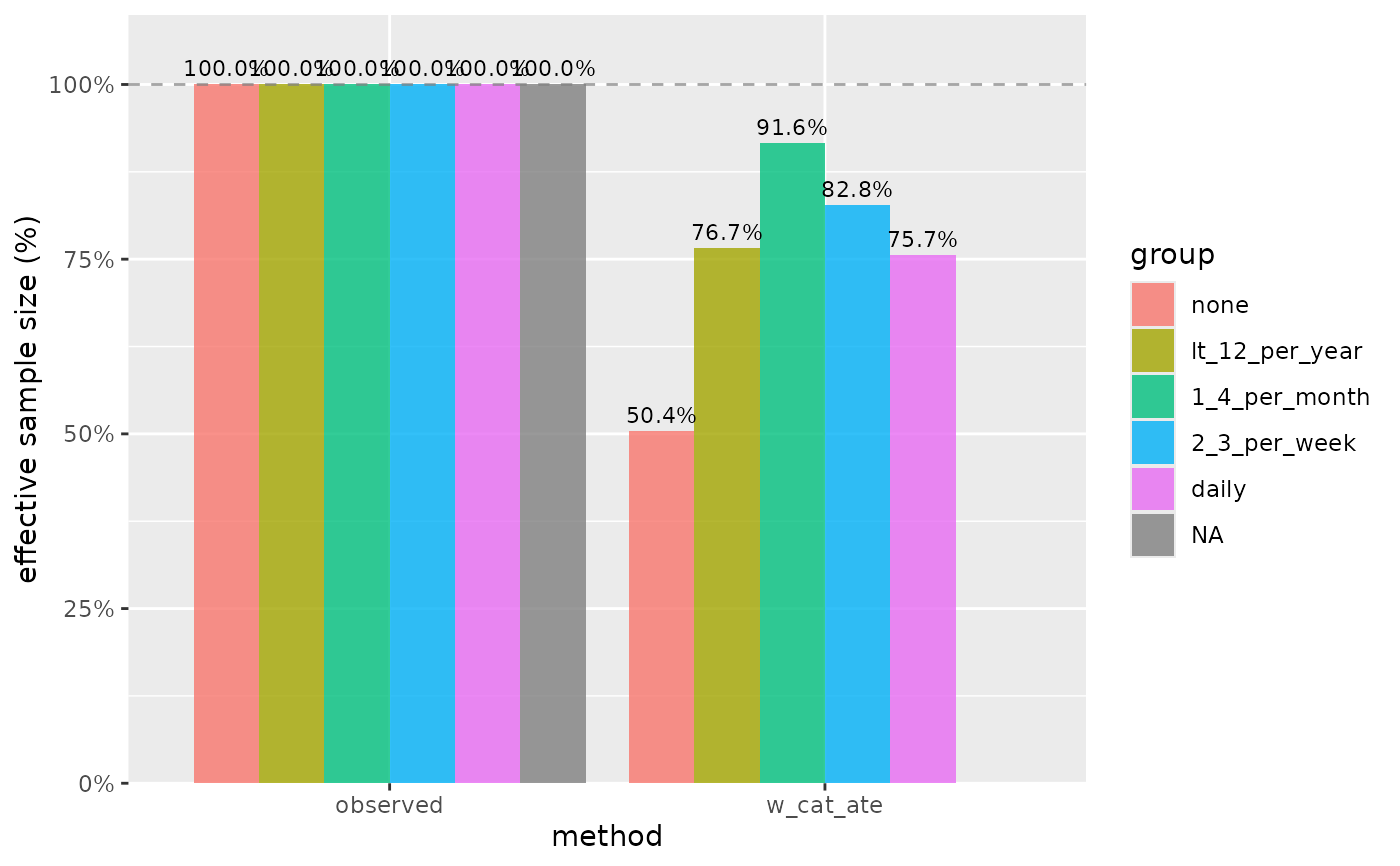 100.0% 100.0% 100.0% 100.0% 100.0% 100.0%
100%
91.6%
82.8%
76.7%
75.7%
75%
50.4%
50%
25%
0%
observed w_cat_ate
method
effective sample size (%)
group
none
lt_12_per_year
1_4_per_month
2_3_per_week
daily
NA